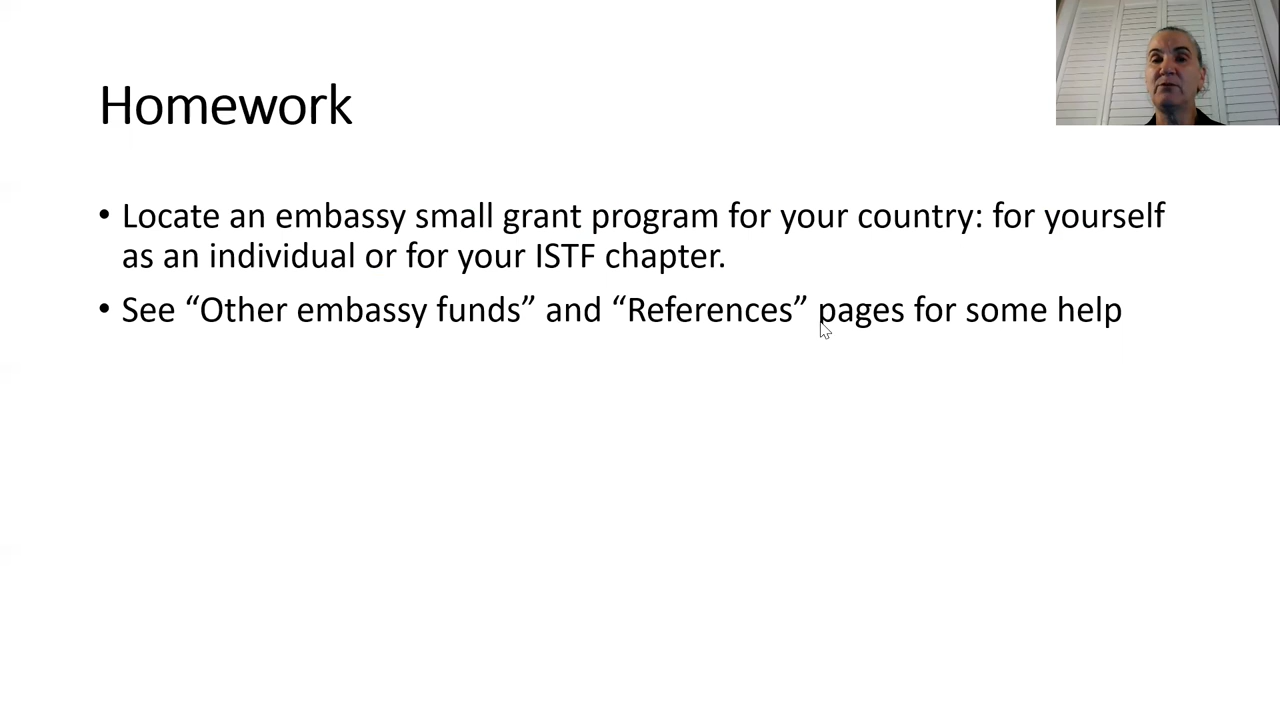 Homework
• Locate an embassy small grant program for your country: for yourself
as an individual or for your ISTF chapter.
• See “Other embassy funds” and “References” pages for some help